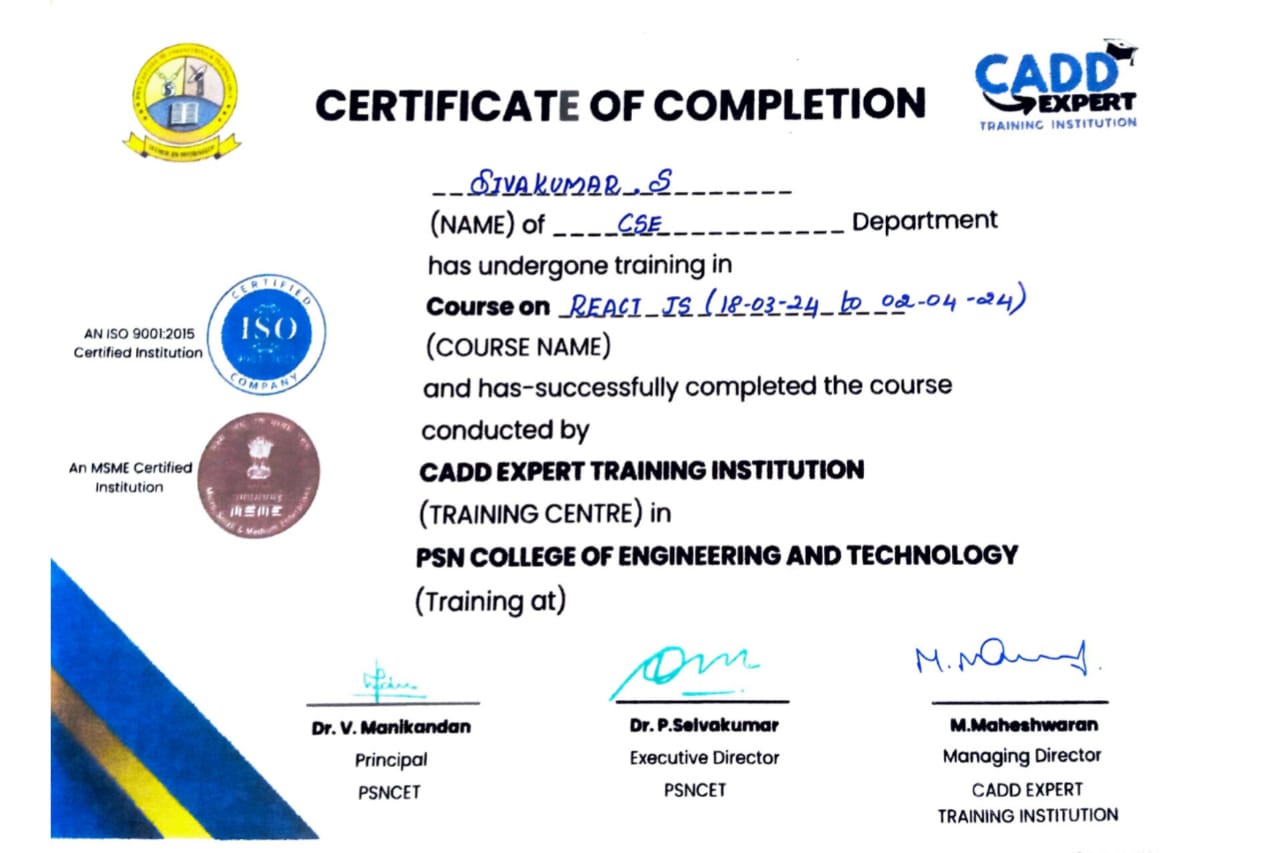 CERTIFICATE OF COMPLETION
CADD
EXPERT
TRAINING INSTITUTION
SIVAKUMAR . S
(NAME) of CSE Department
has undergone training in
Course on REACT JS (18-03-24 to 02-04-24)
(COURSE NAME)
and has-successfully completed the course
conducted by
CADD EXPERT TRAINING INSTITUTION
(TRAINING CENTRE) in
PSN COLLEGE OF ENGINEERING AND TECHNOLOGY
(Training at)
AN ISO 9001:2015
Certified Institution
CERTIFIED
ISO
COMPANY
An MSME Certified
Institution
MSME
Dr. V. Manikandan
Principal
PSNCET
Dr. P.Selvakumar
Executive Director
PSNCET
M.Maheshwaran
Managing Director
CADD EXPERT
TRAINING INSTITUTION